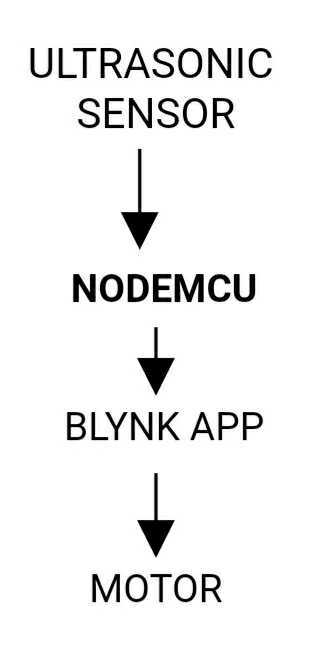 ULTRASONIC
SENSOR
NODEMCU
BLYNK APP
MOTOR